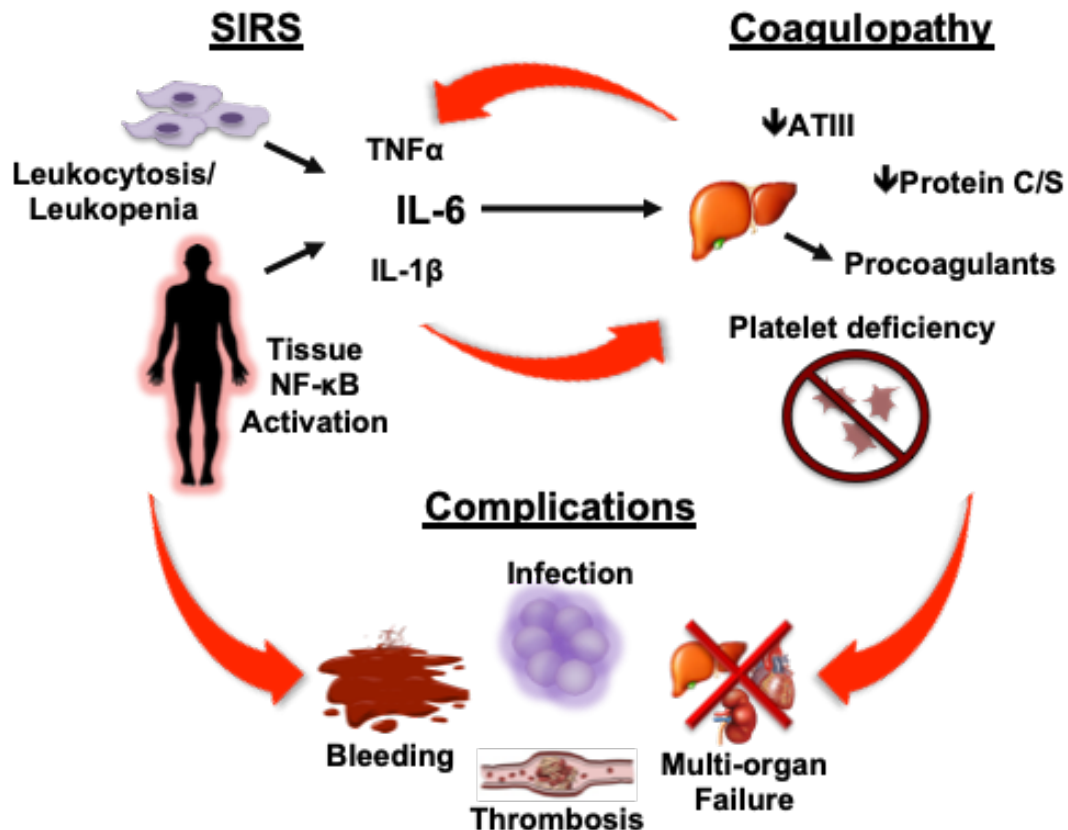 SIRS
Coagulopathy
Leukocytosis/
Leukopenia
TNFα
IL-6
IL-1β
Tissue
NF-κB
Activation
🡻ATIII
🡻Protein C/S
Procoagulants
Platelet deficiency
Complications
Infection
Bleeding
Thrombosis
Multi-organ
Failure